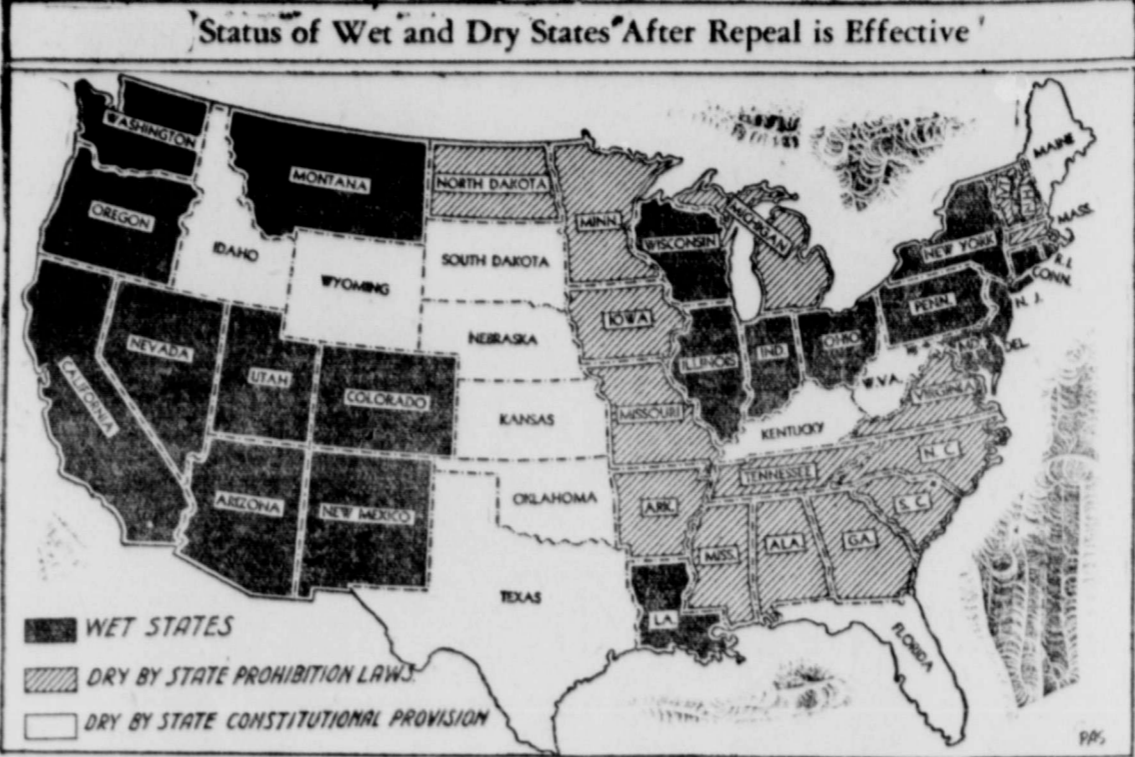 'Status of Wet and Dry States "After Repeal is Effective'
WASHINGTON
MONTANA
NORTH DAKOTA
MINN.
MAINE
OREGON
IDAHO
WYOMING
SOUTH DAKOTA
WISCONSIN
MICHIGAN
NEW YORK
MASS.
R.I.
CONN.
N. J.
NEVADA
UTAH
COLORADO
NEBRASKA
IOWA
ILLINOIS
IND.
OHIO
PENN.
DEL.
W.VA.
VIRGINIA
CALIFORNIA
KANSAS
MISSOURI
KENTUCKY
ARIZONA
NEW MEXICO
OKLAHOMA
ARK.
TENNESSEE
N. C.
S. C.
TEXAS
LA.
MISS.
ALA.
GA.
FLORIDA
WET STATES
DRY BY STATE PROHIBITION LAWS.
DRY BY STATE CONSTITUTIONAL PROVISION
PAS